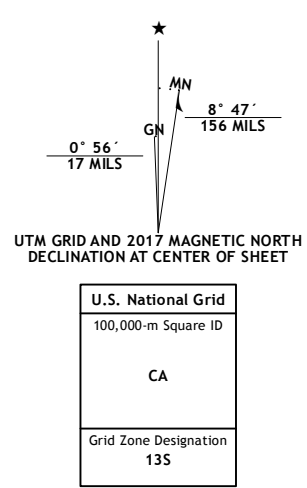 ★
MN
8° 47´
156 MILS
GN
0° 56´
17 MILS
UTM GRID AND 2017 MAGNETIC NORTH
DECLINATION AT CENTER OF SHEET
U.S. National Grid
100,000-m Square ID
CA
Grid Zone Designation
13S